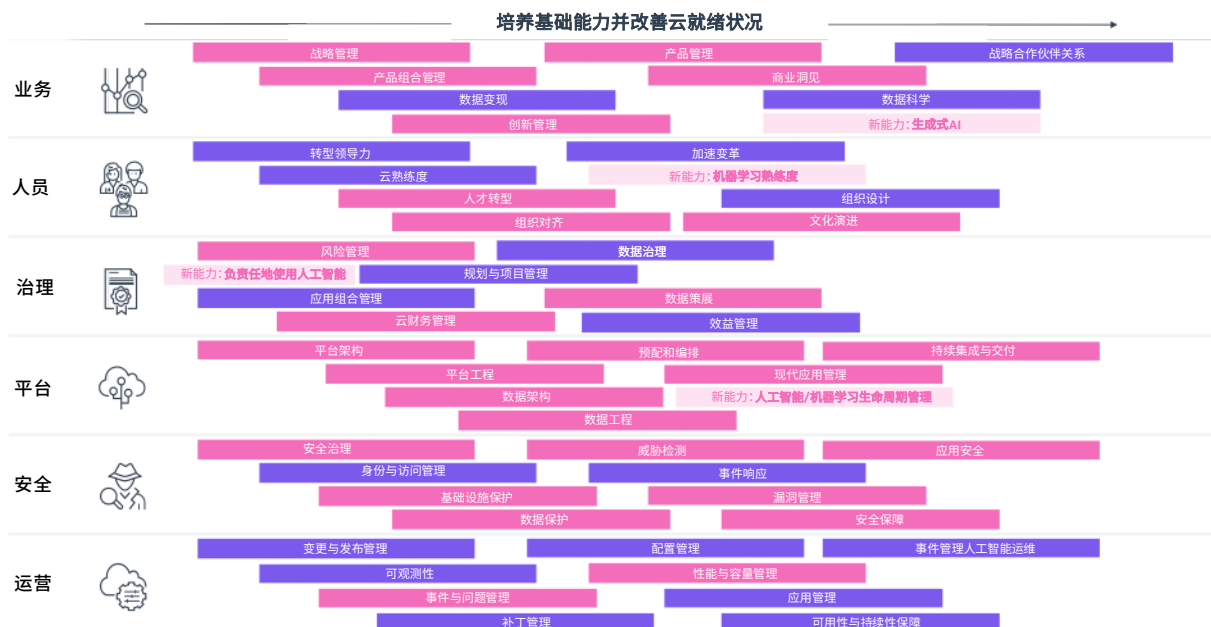 培养基础能力并改善云就绪状况
业务
战略管理
产品管理
战略合作伙伴关系
产品组合管理
商业洞见
数据变现
数据科学
创新管理
新能力：生成式AI
人员
转型领导力
加速变革
云熟练度
新能力：机器学习熟练度
人才转型
组织设计
组织对齐
文化演进
治理
风险管理
数据治理
新能力：负责任地使用人工智能
规划与项目管理
应用组合管理
数据策展
云财务管理
效益管理
平台
平台架构
预配和编排
持续集成与交付
平台工程
现代应用管理
数据架构
新能力：人工智能/机器学习生命周期管理
数据工程
安全
安全治理
威胁检测
应用安全
身份与访问管理
事件响应
基础设施保护
漏洞管理
数据保护
安全保障
运营
变更与发布管理
配置管理
事件管理人工智能运维
可观测性
性能与容量管理
事件与问题管理
应用管理
补丁管理
可用性与持续性保障